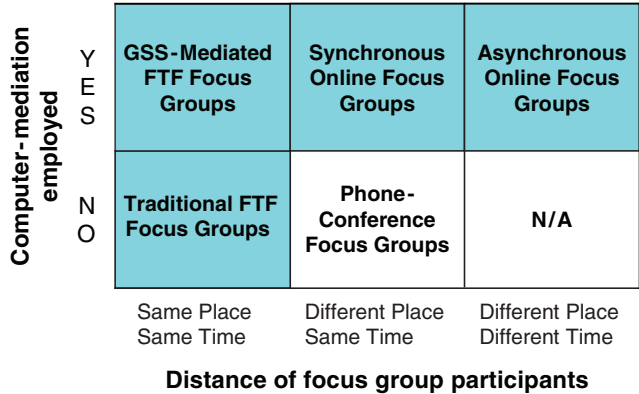 Computer-mediation
employed
YES
GSS-Mediated
FTF Focus
Groups
Synchronous
Online Focus
Groups
Asynchronous
Online Focus
Groups
NO
Traditional FTF
Focus Groups
Phone-
Conference
Focus Groups
N/A
Same Place
Same Time
Different Place
Same Time
Different Place
Different Time
Distance of focus group participants